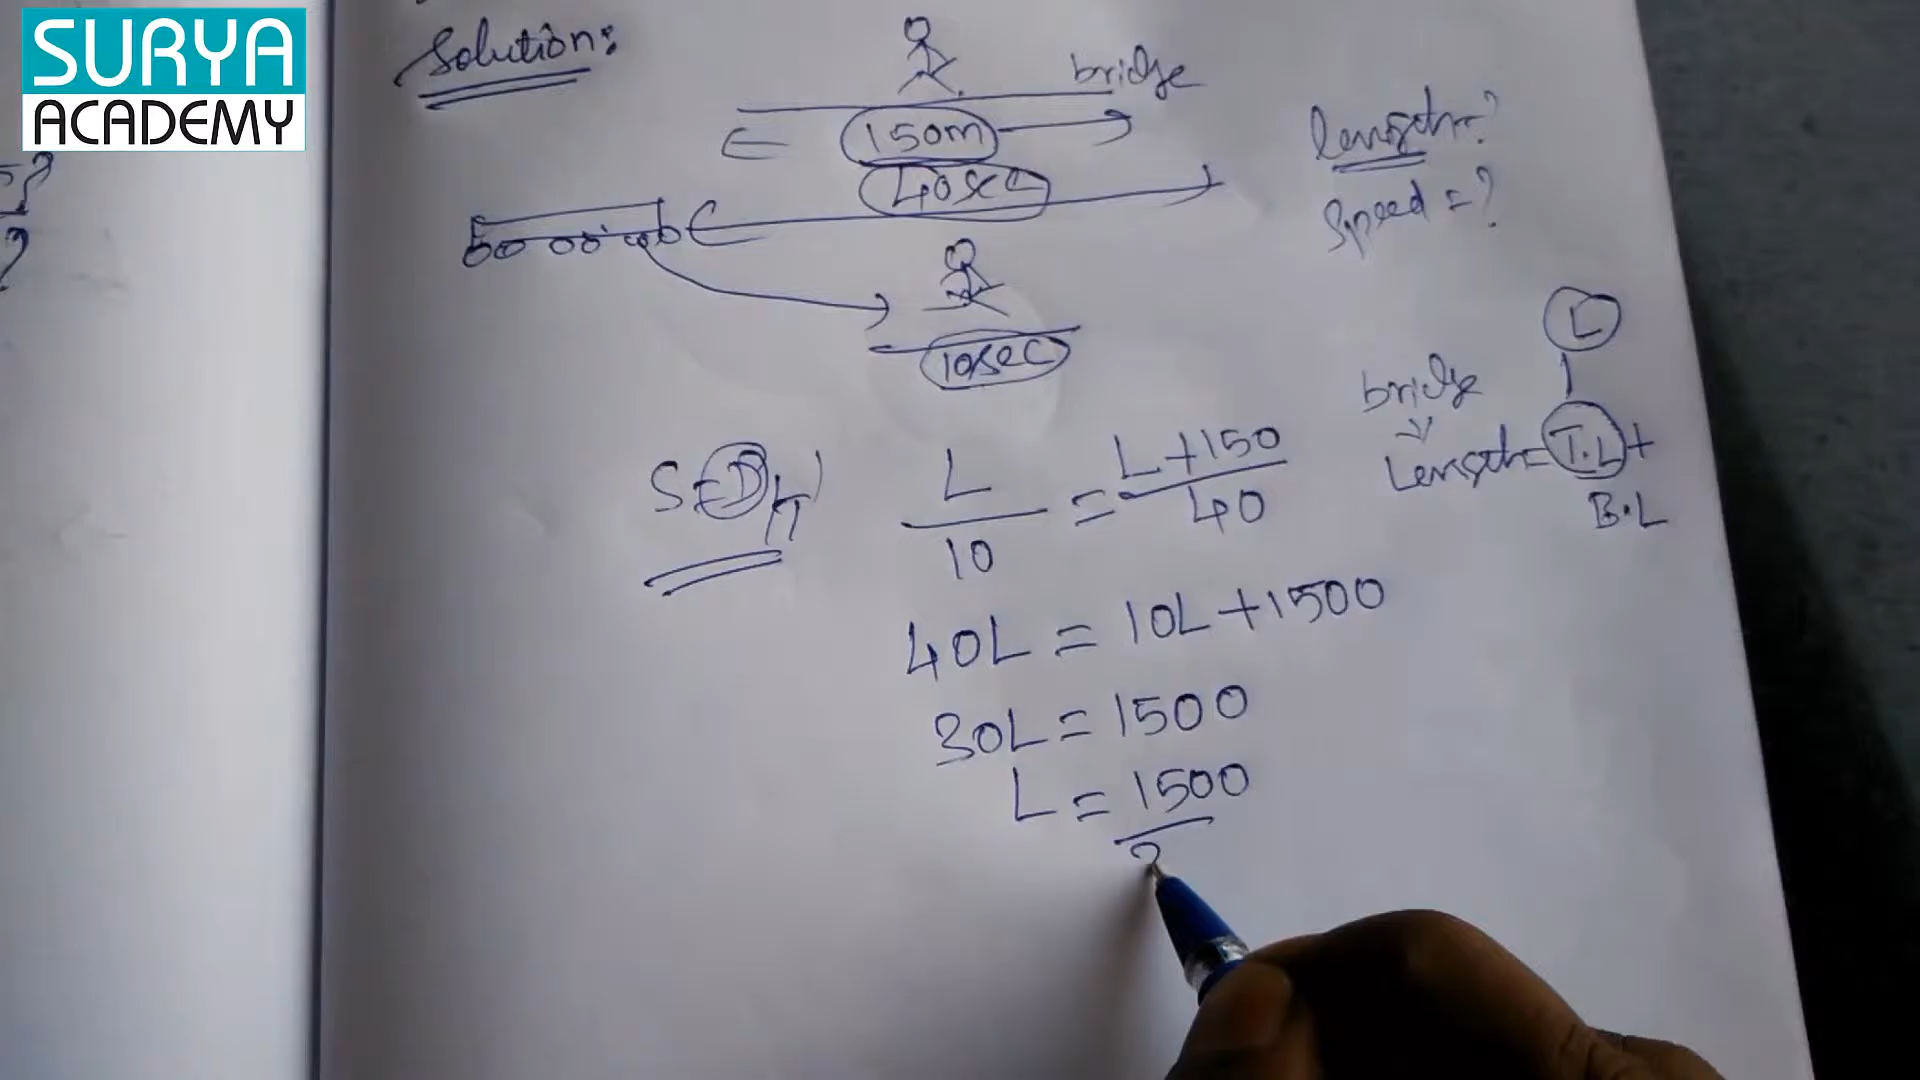 SURYA
ACADEMY
Solution:
bridge
150m
40sec
length=?
Speed=?
10sec
L
bridge
Length=T.L+
B.L
S=D/T
L/10 = L+150/40
40L = 10L+1500
30L = 1500
L = 1500